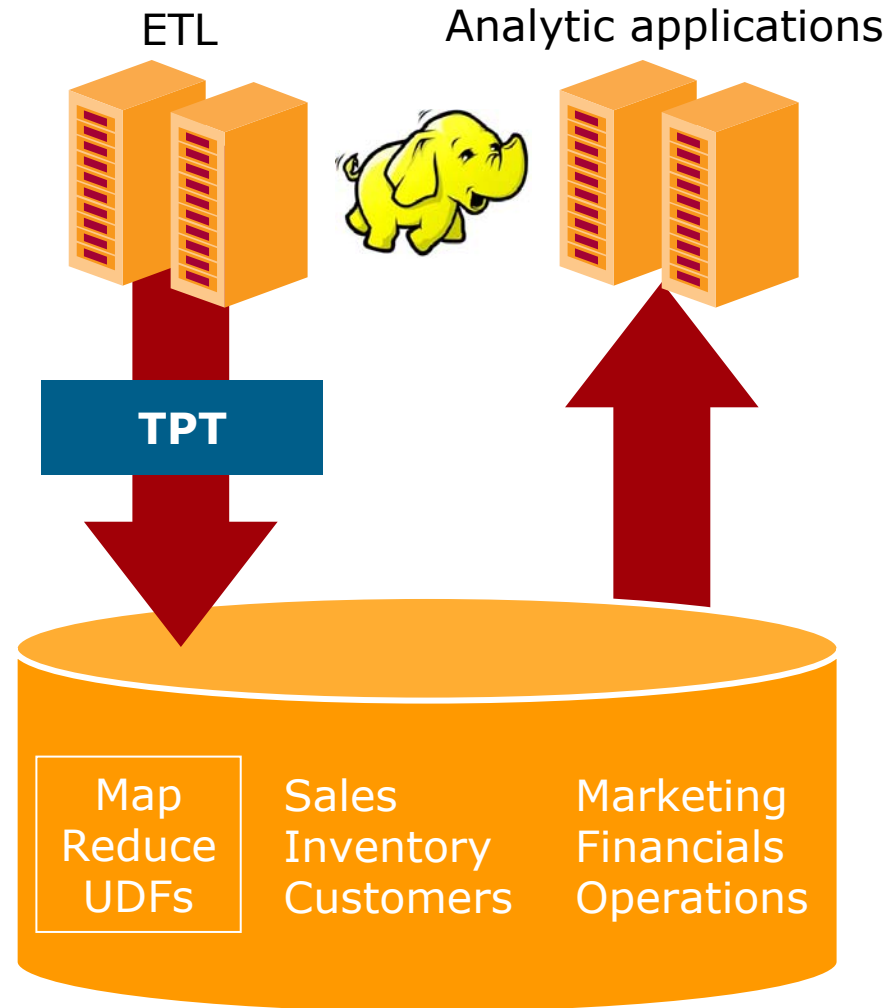 ETL
Analytic applications
TPT
Map
Reduce
UDFs
Sales
Inventory
Customers
Marketing
Financials
Operations